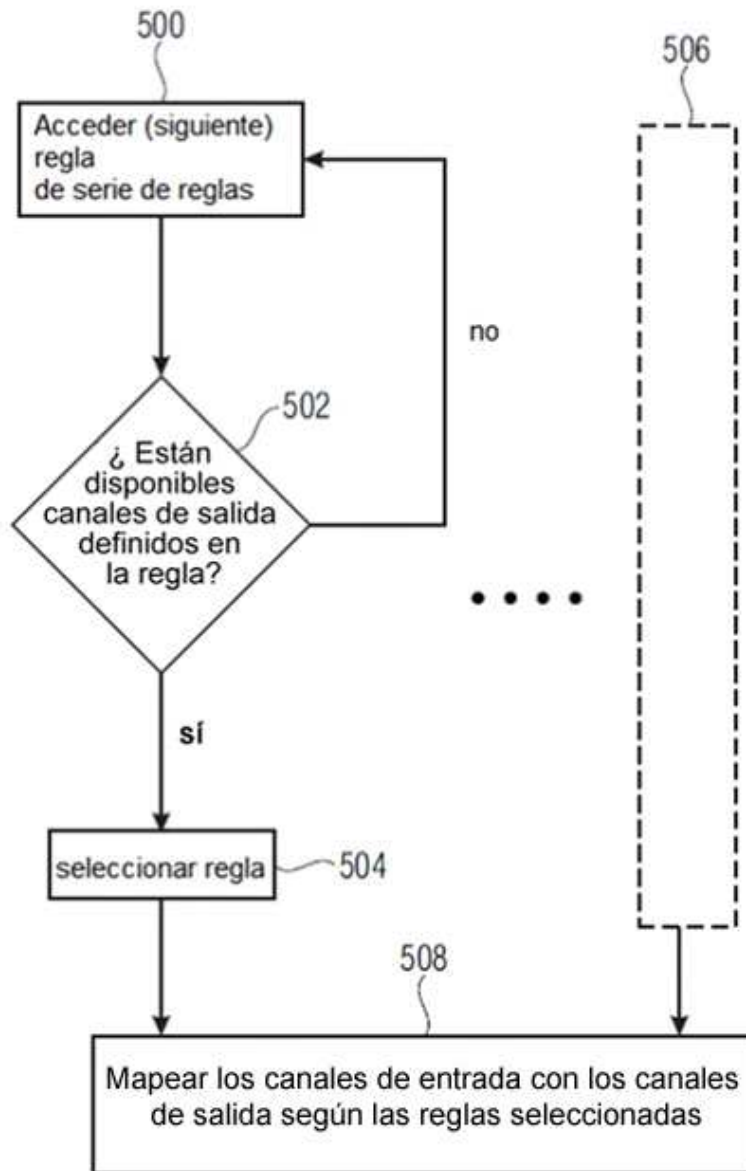 500
506
Acceder (siguiente)
regla
de serie de reglas
no
502
¿ Están
disponibles
canales de salida
definidos en
la regla?
sí
seleccionar regla
504
508
Mapear los canales de entrada con los canales
de salida según las reglas seleccionadas